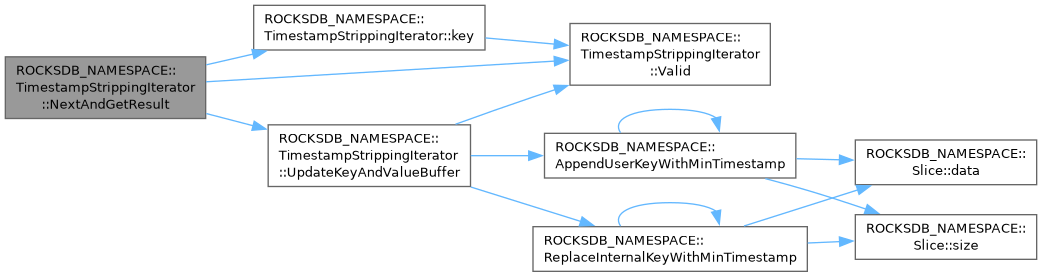 ROCKSDB_NAMESPACE::
TimestampStrippingIterator
::NextAndGetResult
ROCKSDB_NAMESPACE::
TimestampStrippingIterator::key
ROCKSDB_NAMESPACE::
TimestampStrippingIterator
::Valid
ROCKSDB_NAMESPACE::
TimestampStrippingIterator
::UpdateKeyAndValueBuffer
ROCKSDB_NAMESPACE::
AppendUserKeyWithMinTimestamp
ROCKSDB_NAMESPACE::
ReplaceInternalKeyWithMinTimestamp
ROCKSDB_NAMESPACE::
Slice::data
ROCKSDB_NAMESPACE::
Slice::size